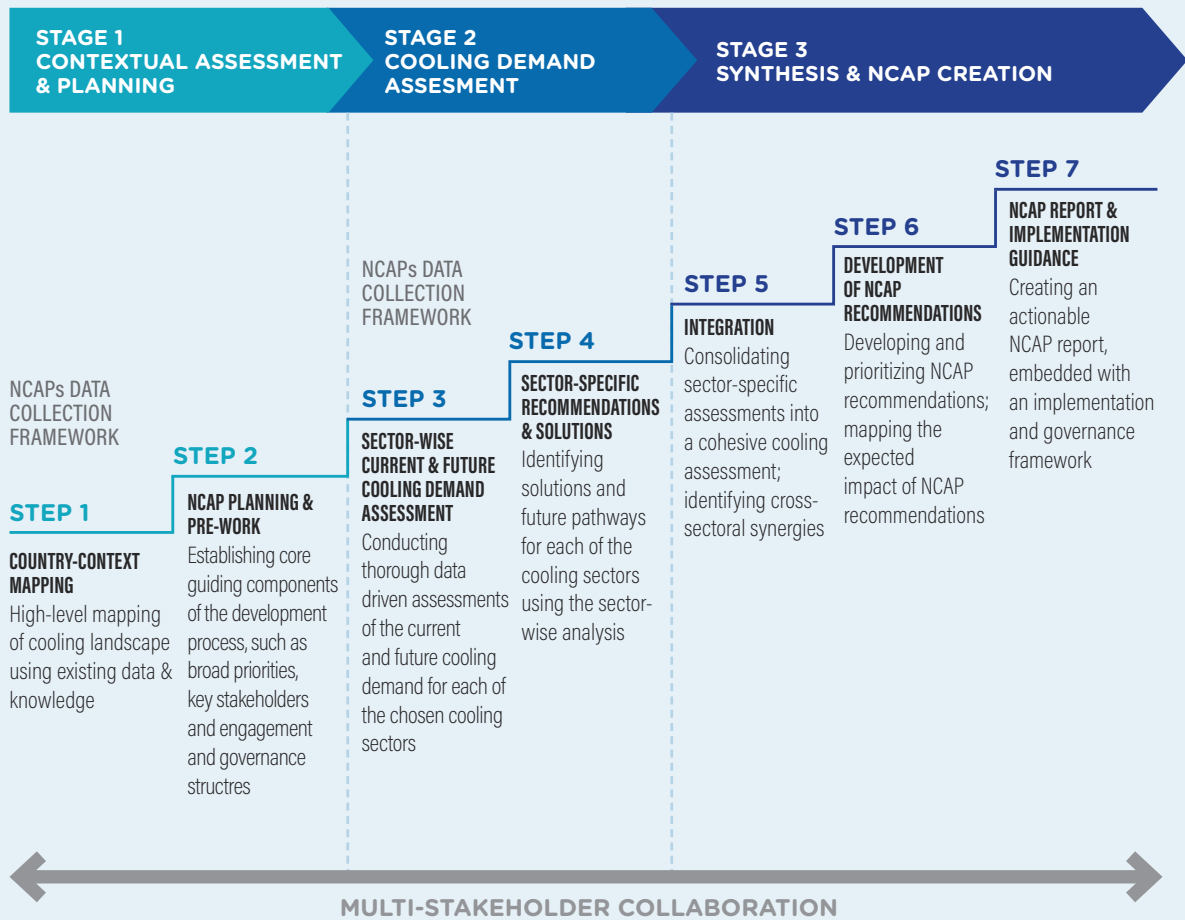 STAGE 1
CONTEXTUAL ASSESSMENT
& PLANNING
STAGE 2
COOLING DEMAND
ASSESMENT
STAGE 3
SYNTHESIS & NCAP CREATION
NCAPs DATA
COLLECTION
FRAMEWORK
STEP 1
COUNTRY-CONTEXT
MAPPING
High-level mapping
of cooling landscape
using existing data &
knowledge
STEP 2
NCAP PLANNING &
PRE-WORK
Establishing core
guiding components
of the development
process, such as
broad priorities,
key stakeholders
and engagement
and governance
structres
NCAPs DATA
COLLECTION
FRAMEWORK
STEP 3
SECTOR-WISE
CURRENT & FUTURE
COOLING DEMAND
ASSESSMENT
Conducting
thorough data
driven assessments
of the current
and future cooling
demand for each of
the chosen cooling
sectors
STEP 4
SECTOR-SPECIFIC
RECOMMENDATIONS
& SOLUTIONS
Identifying
solutions and
future pathways
for each of the
cooling sectors
using the sector-
wise analysis
STEP 5
INTEGRATION
Consolidating
sector-specific
assessments into
a cohesive cooling
assessment;
identifying cross-
sectoral synergies
STEP 6
DEVELOPMENT
OF NCAP
RECOMMENDATIONS
Developing and
prioritizing NCAP
recommendations;
mapping the
expected
impact of NCAP
recommendations
STEP 7
NCAP REPORT &
IMPLEMENTATION
GUIDANCE
Creating an
actionable
NCAP report,
embedded with
an implementation
and governance
framework
MULTI-STAKEHOLDER COLLABORATION